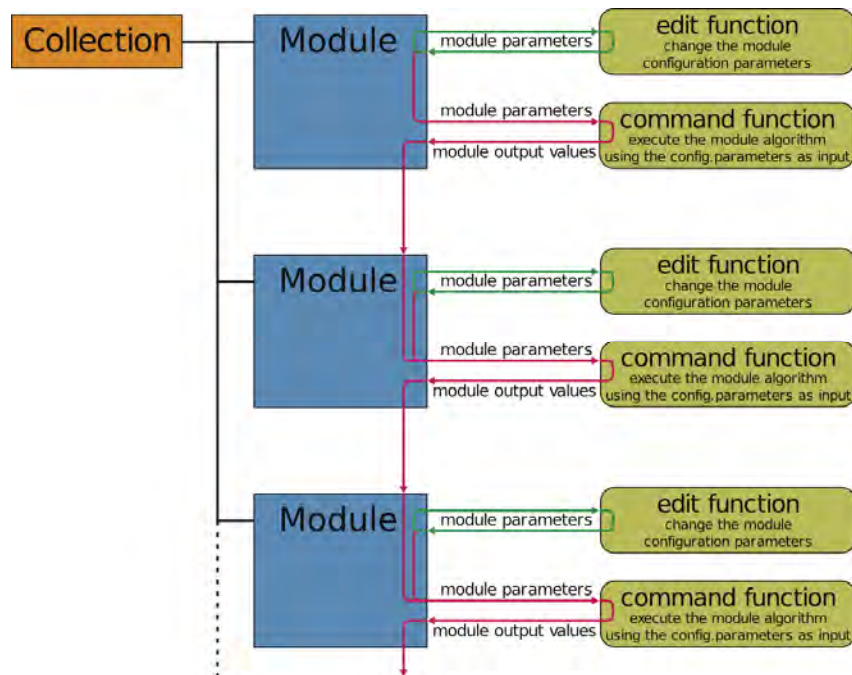 Collection
Module
module parameters
edit function
change the module
configuration parameters
module parameters
module output values
command function
execute the module algorithm
using the config.parameters as input
Module
module parameters
edit function
change the module
configuration parameters
module parameters
module output values
command function
execute the module algorithm
using the config.parameters as input
Module
module parameters
edit function
change the module
configuration parameters
module parameters
module output values
command function
execute the module algorithm
using the config.parameters as input